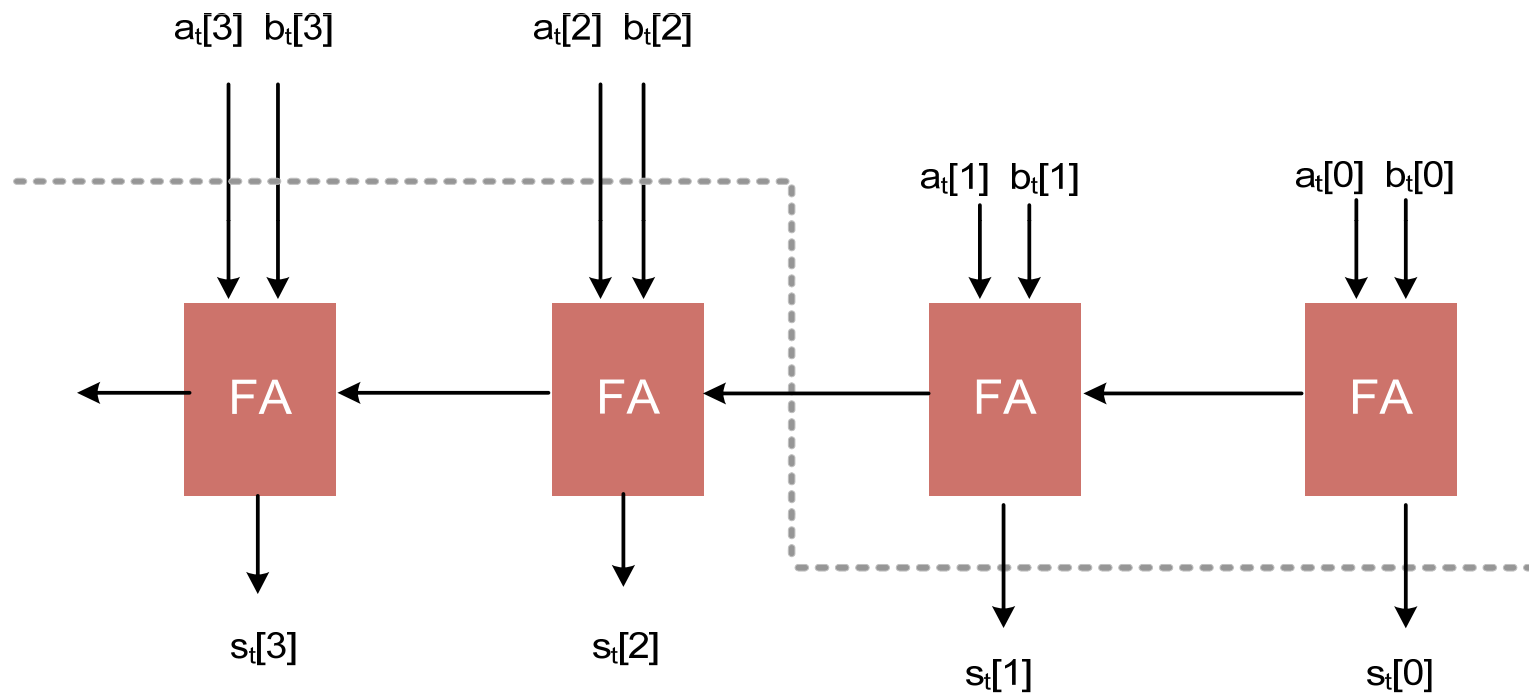 aₜ[3] bₜ[3] aₜ[2] bₜ[2]
aₜ[1] bₜ[1] aₜ[0] bₜ[0]
FA FA FA FA
sₜ[3] sₜ[2]
sₜ[1] sₜ[0]